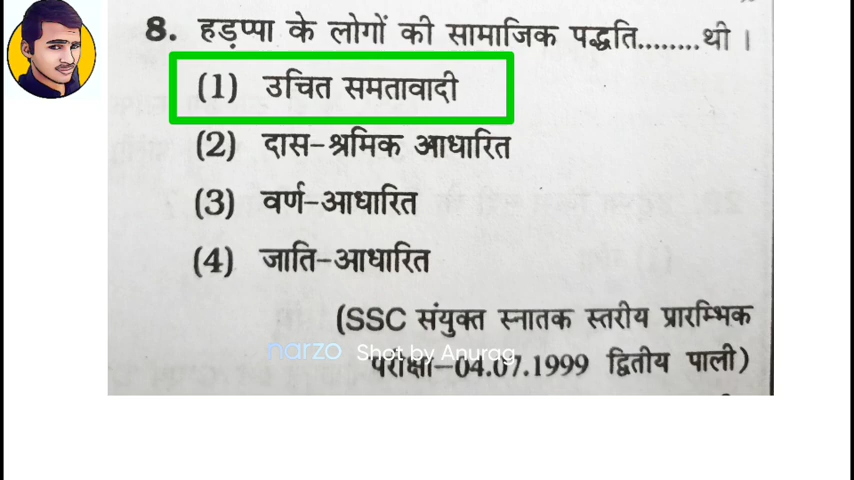 8. हड़प्पा के लोगों की सामाजिक पद्धति........थी ।
(1) उचित समतावादी
(2) दास-श्रमिक आधारित
(3) वर्ण-आधारित
(4) जाति-आधारित
(SSC संयुक्त स्नातक स्तरीय प्रारम्भिक
narzo Shot by Anurag
परीक्षा-04.07.1999 द्वितीय पाली)